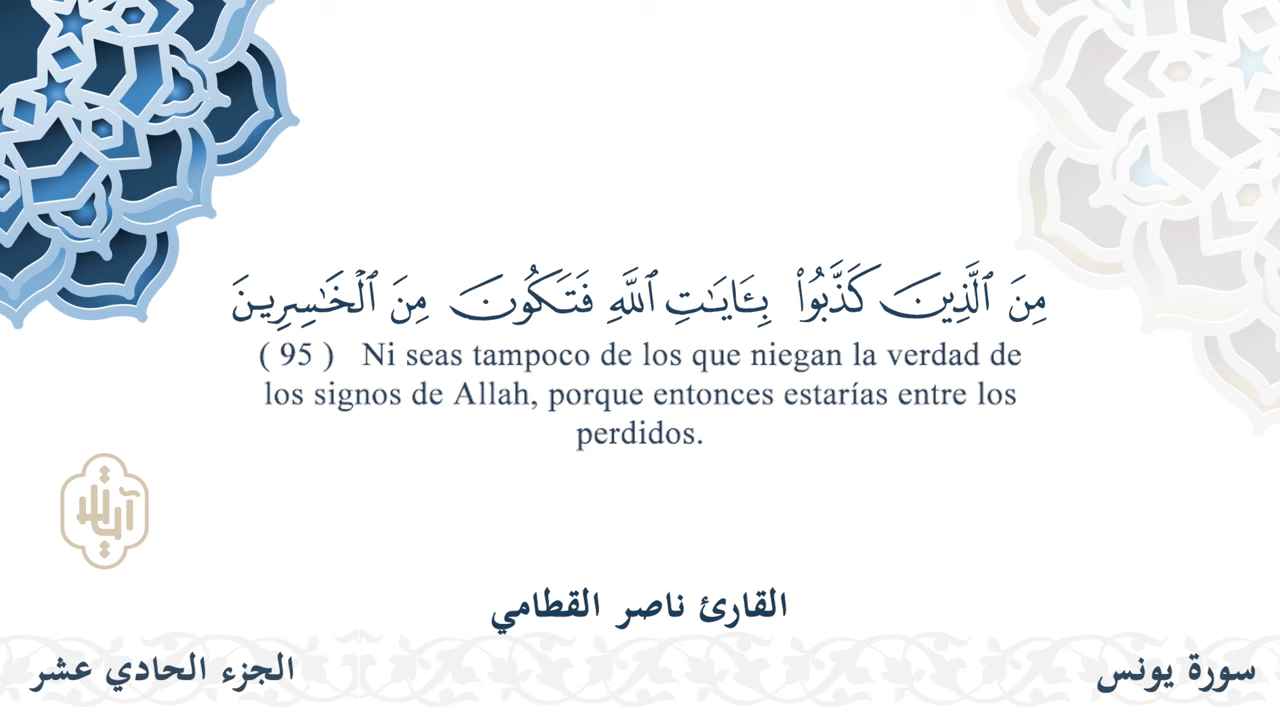 مِنَ ٱلَّذِينَ كَذَّبُوا۟ بِـَٔايَـٰتِ ٱللَّهِ فَتَكُونَ مِنَ ٱلْخَـٰسِرِينَ
( 95 ) Ni seas tampoco de los que niegan la verdad de
los signos de Allah, porque entonces estarías entre los
perdidos.
القارئ ناصر القطامي
سورة يونس
الجزء الحادي عشر